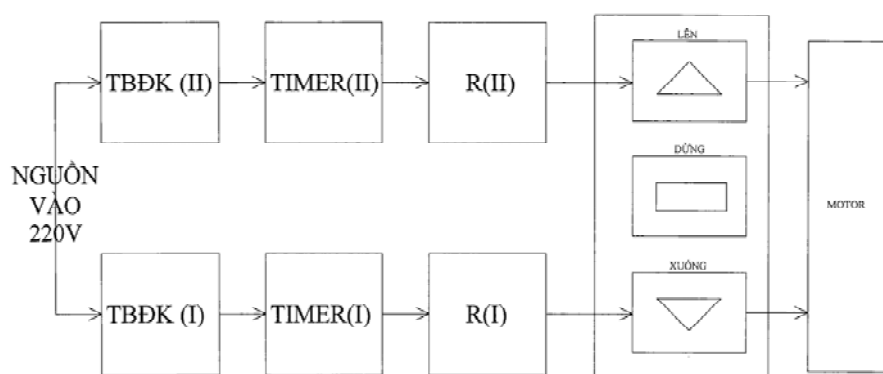 LÊN
TBĐK (II)
TIMER(II)
R(II)
DỪNG
NGUỒN
VÀO
220V
MOTOR
XUỐNG
TBĐK (I)
TIMER(I)
R(I)